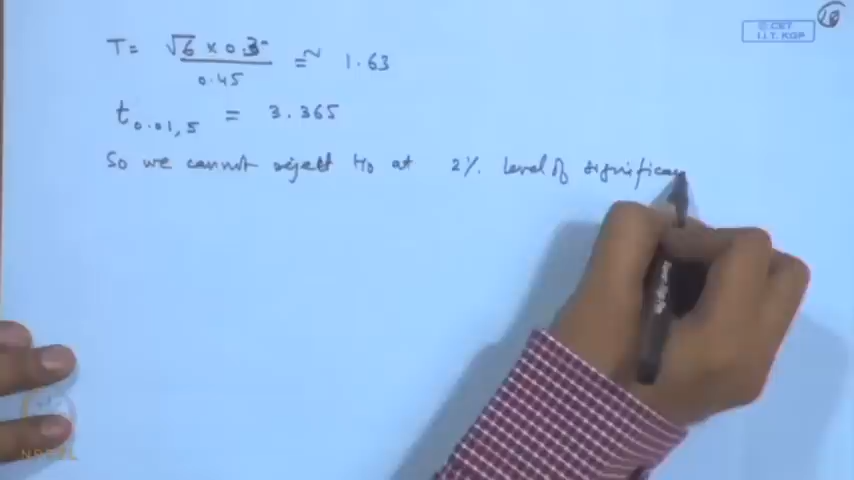 18
© CET
I.I.T. KGP
T = √6 × 0.3 / 0.45 ≈ 1.63
t0.01,5 = 3.365
So we cannot reject H0 at 2% level of significan